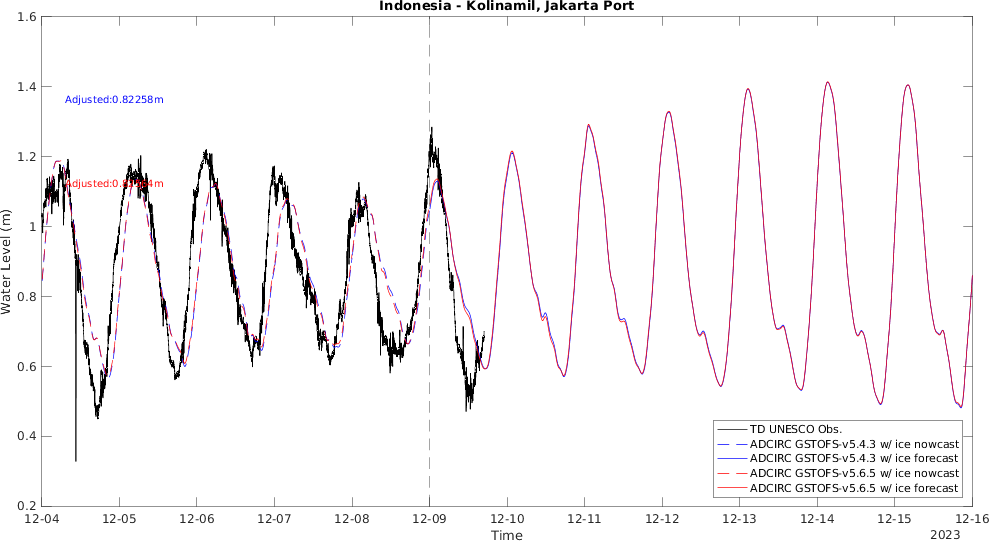 Indonesia - Kolinamil, Jakarta Port
1.6
1.4
1.2
1
0.8
0.6
0.4
0.2
Water Level (m)
Adjusted:0.82258m
TD UNESCO Obs.
ADCIRC GSTOFS-v5.4.3 w/ ice nowcast
ADCIRC GSTOFS-v5.4.3 w/ ice forecast
ADCIRC GSTOFS-v5.6.5 w/ ice nowcast
ADCIRC GSTOFS-v5.6.5 w/ ice forecast
12-04 12-05 12-06 12-07 12-08 12-09 12-10 12-11 12-12 12-13 12-14 12-15 12-16
Time
2023